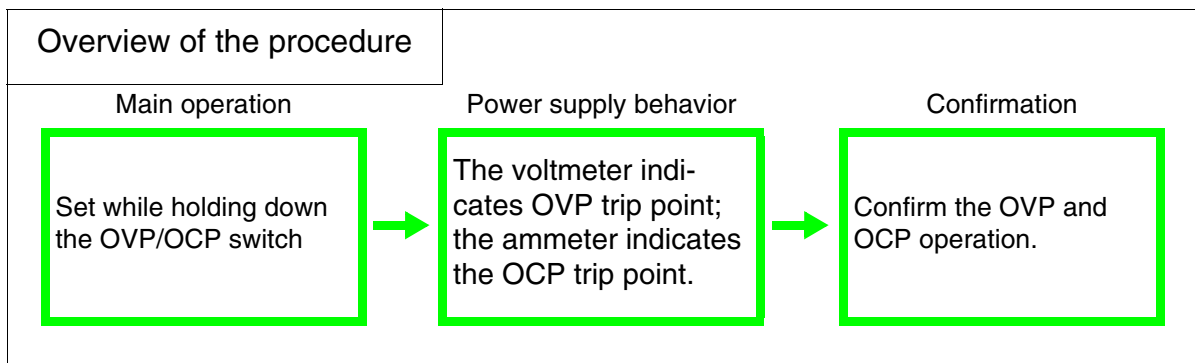 Overview of the procedure
Main operation
Set while holding down
the OVP/OCP switch
Power supply behavior
The voltmeter indi-
cates OVP trip point;
the ammeter indicates
the OCP trip point.
Confirmation
Confirm the OVP and
OCP operation.